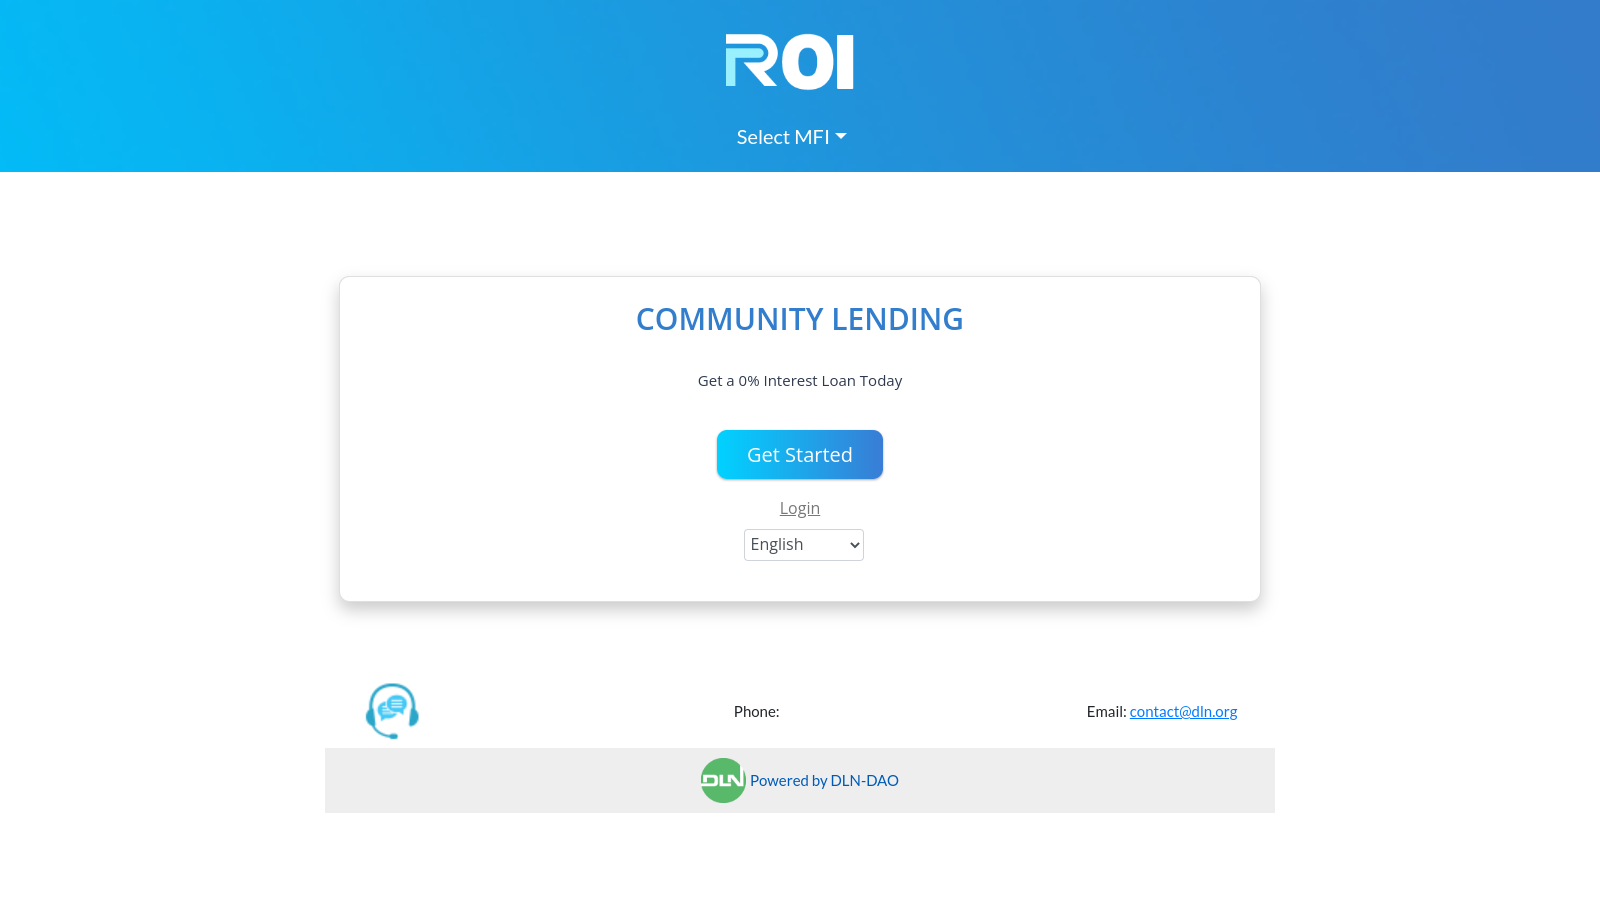 ROI
Select MFI
COMMUNITY LENDING
Get a 0% Interest Loan Today
Get Started
Login
English
Phone:
Email: contact@dln.org
DLN Powered by DLN-DAO